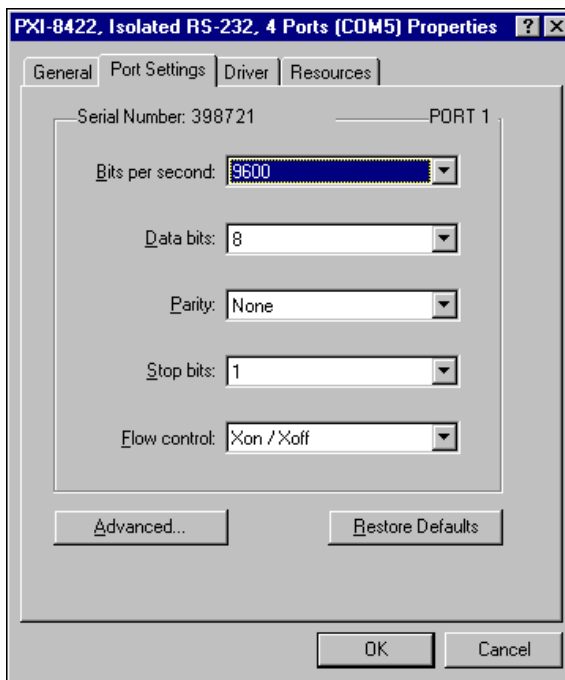 PXI-8422, Isolated RS-232, 4 Ports (COM5) Properties ? ×
General Port Settings Driver Resources
Serial Number: 398721 PORT 1
Bits per second: 9600
Data bits: 8
Parity: None
Stop bits: 1
Flow control: Xon / Xoff
Advanced... Restore Defaults
OK Cancel